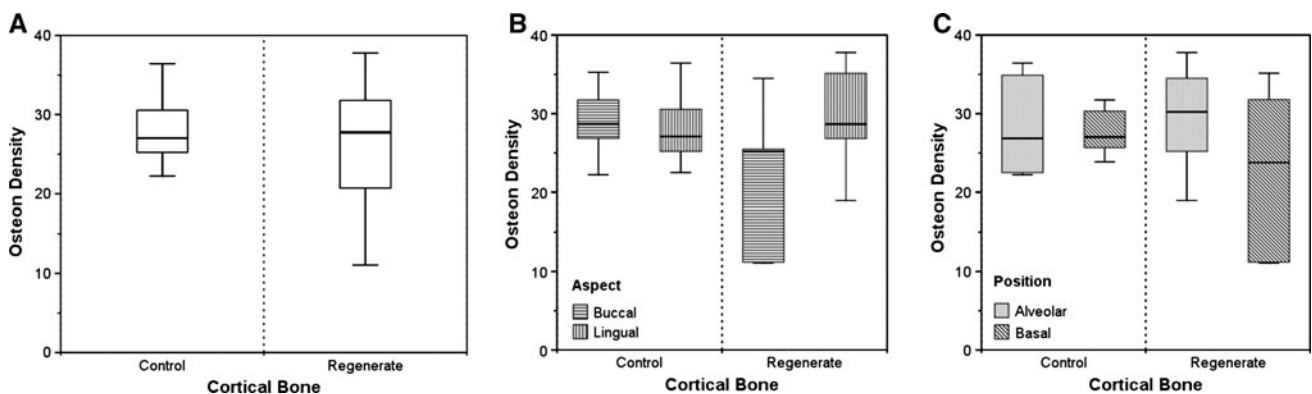 A
Osteon Density
40
30
20
10
0
Control
Regenerate
Cortical Bone
B
Osteon Density
40
30
20
10
0
Aspect
Buccal
Lingual
Control
Regenerate
Cortical Bone
C
Osteon Density
40
30
20
10
0
Position
Alveolar
Basal
Control
Regenerate
Cortical Bone